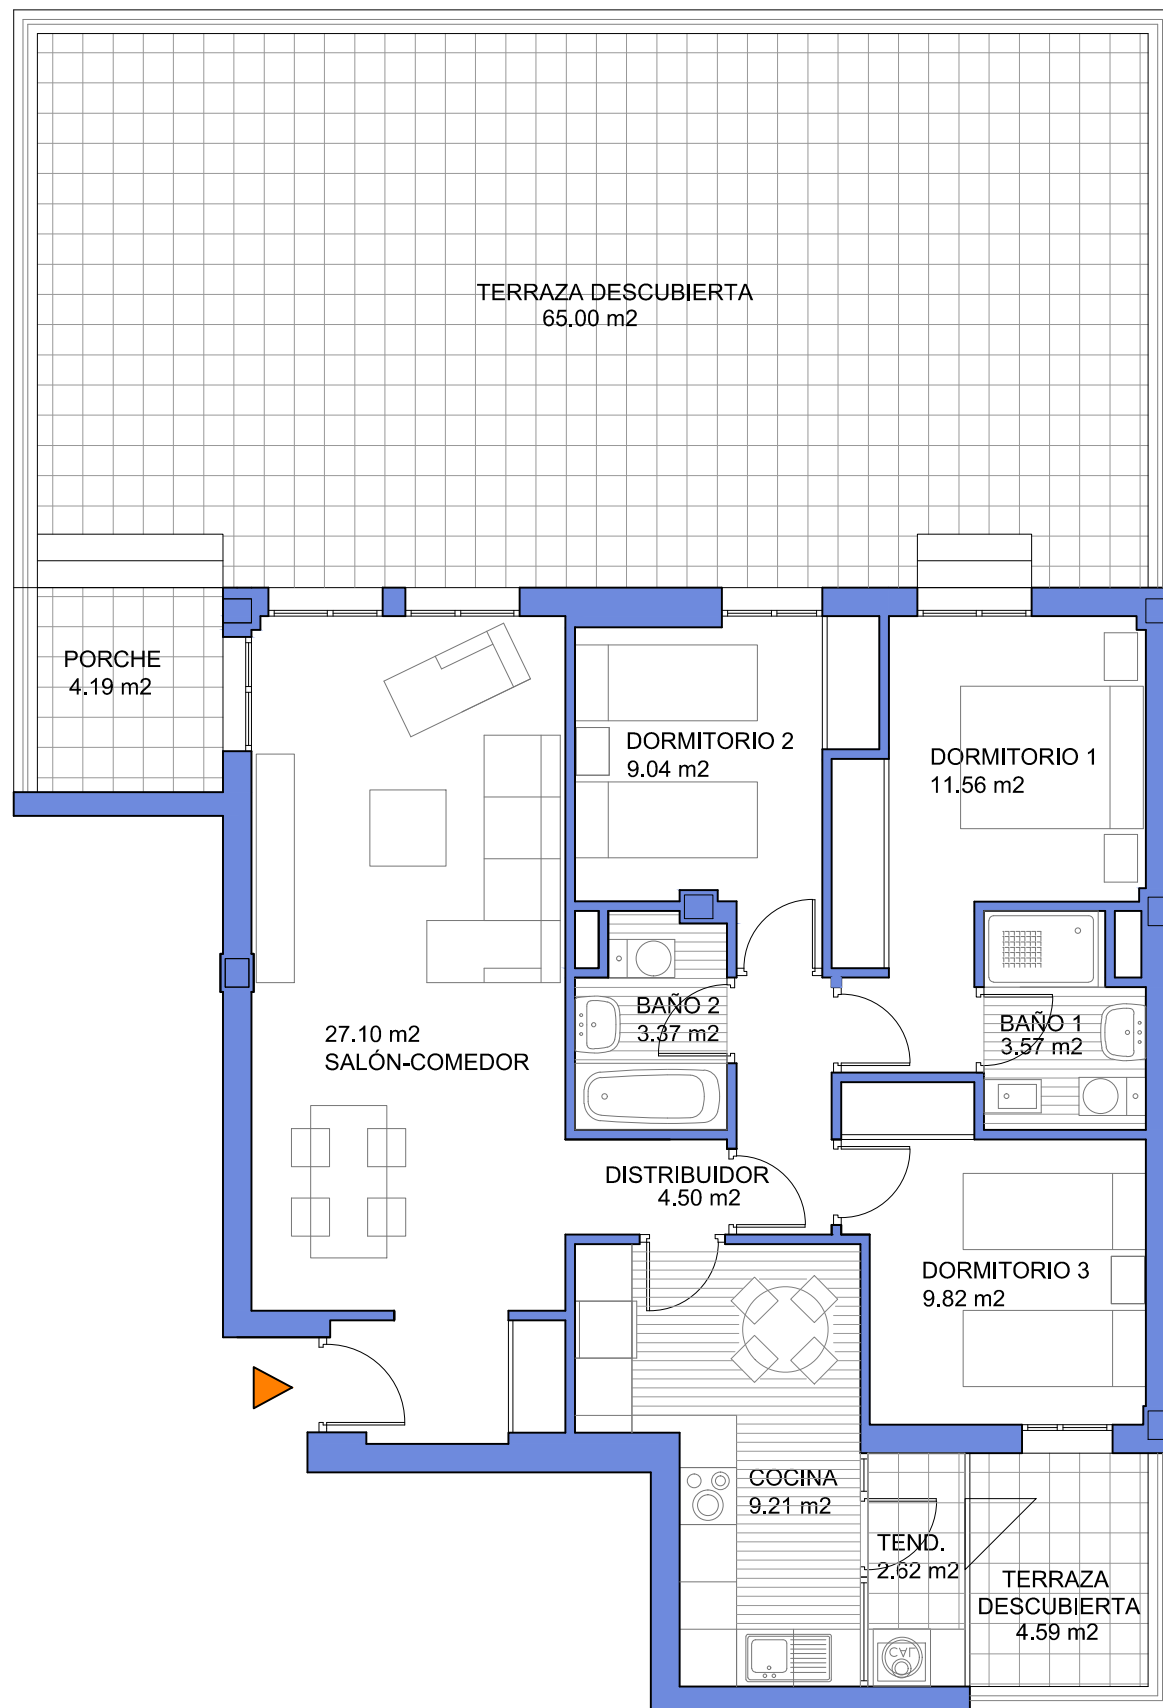 TERRAZA DESCUBIERTA
65.00 m2
PORCHE
4.19 m2
DORMITORIO 2
9.04 m2
DORMITORIO 1
11.56 m2
BAÑO 2
3.37 m2
BAÑO 1
3.57 m2
27.10 m2
SALÓN-COMEDOR
DISTRIBUIDOR
4.50 m2
DORMITORIO 3
9.82 m2
COCINA
9.21 m2
TEND.
2.62 m2
TERRAZA
DESCUBIERTA
4.59 m2
CAL